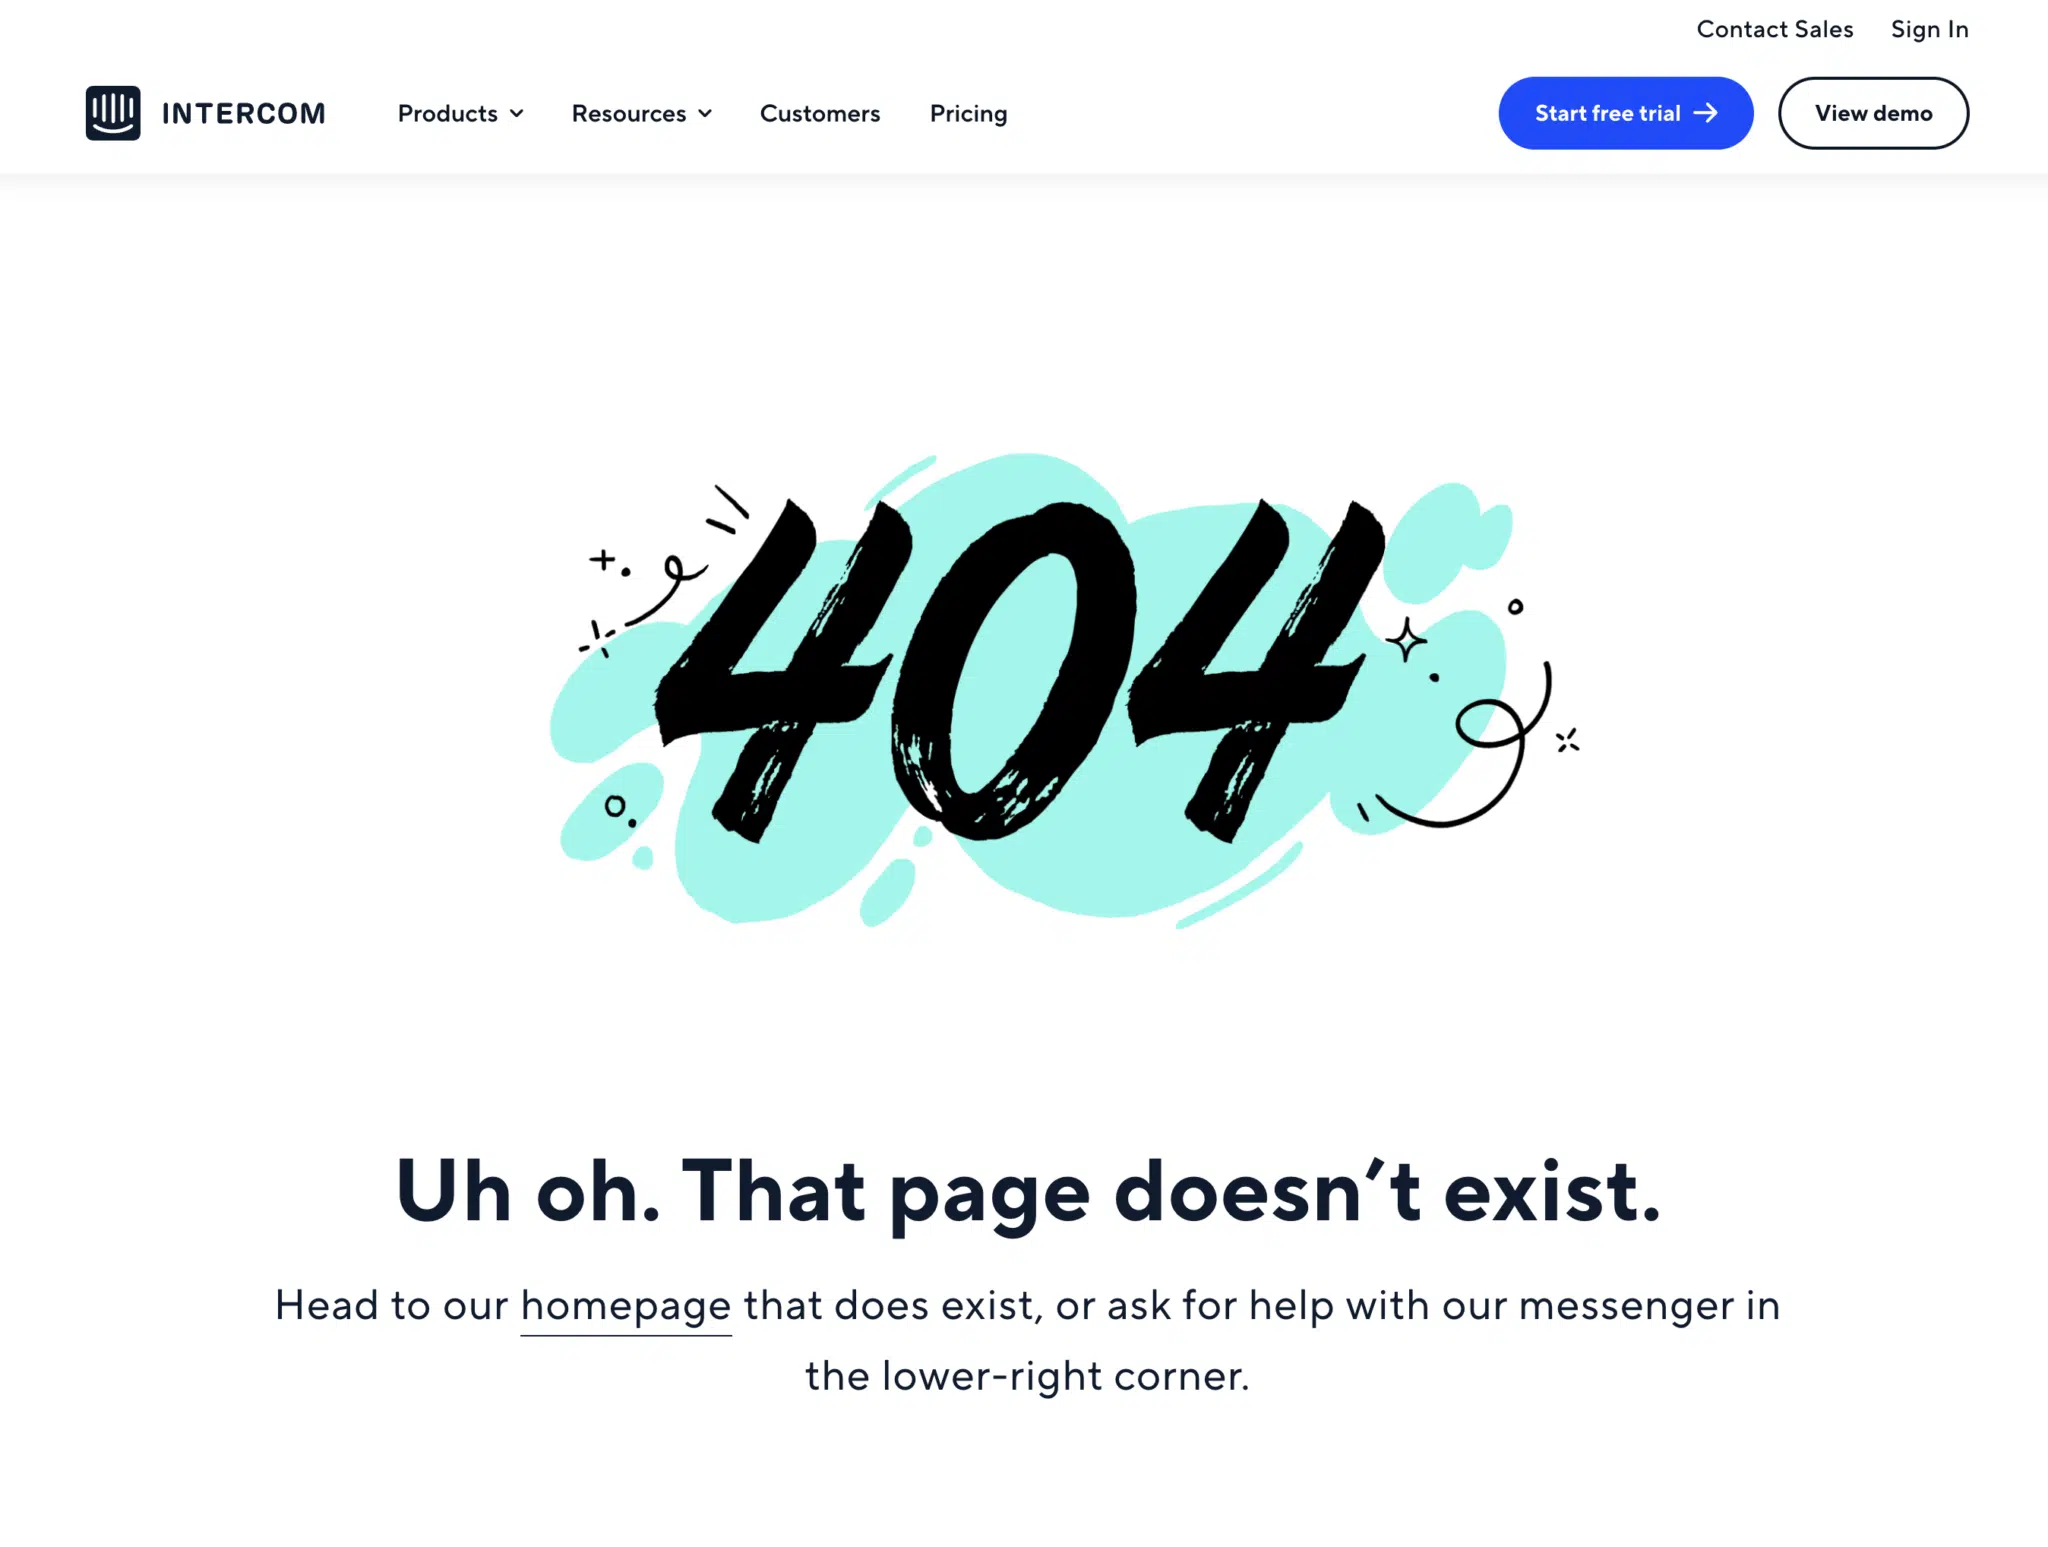 Contact Sales Sign In
INTERCOM Products Resources Customers Pricing Start free trial → View demo
404
Uh oh. That page doesn’t exist.
Head to our homepage that does exist, or ask for help with our messenger in
the lower-right corner.